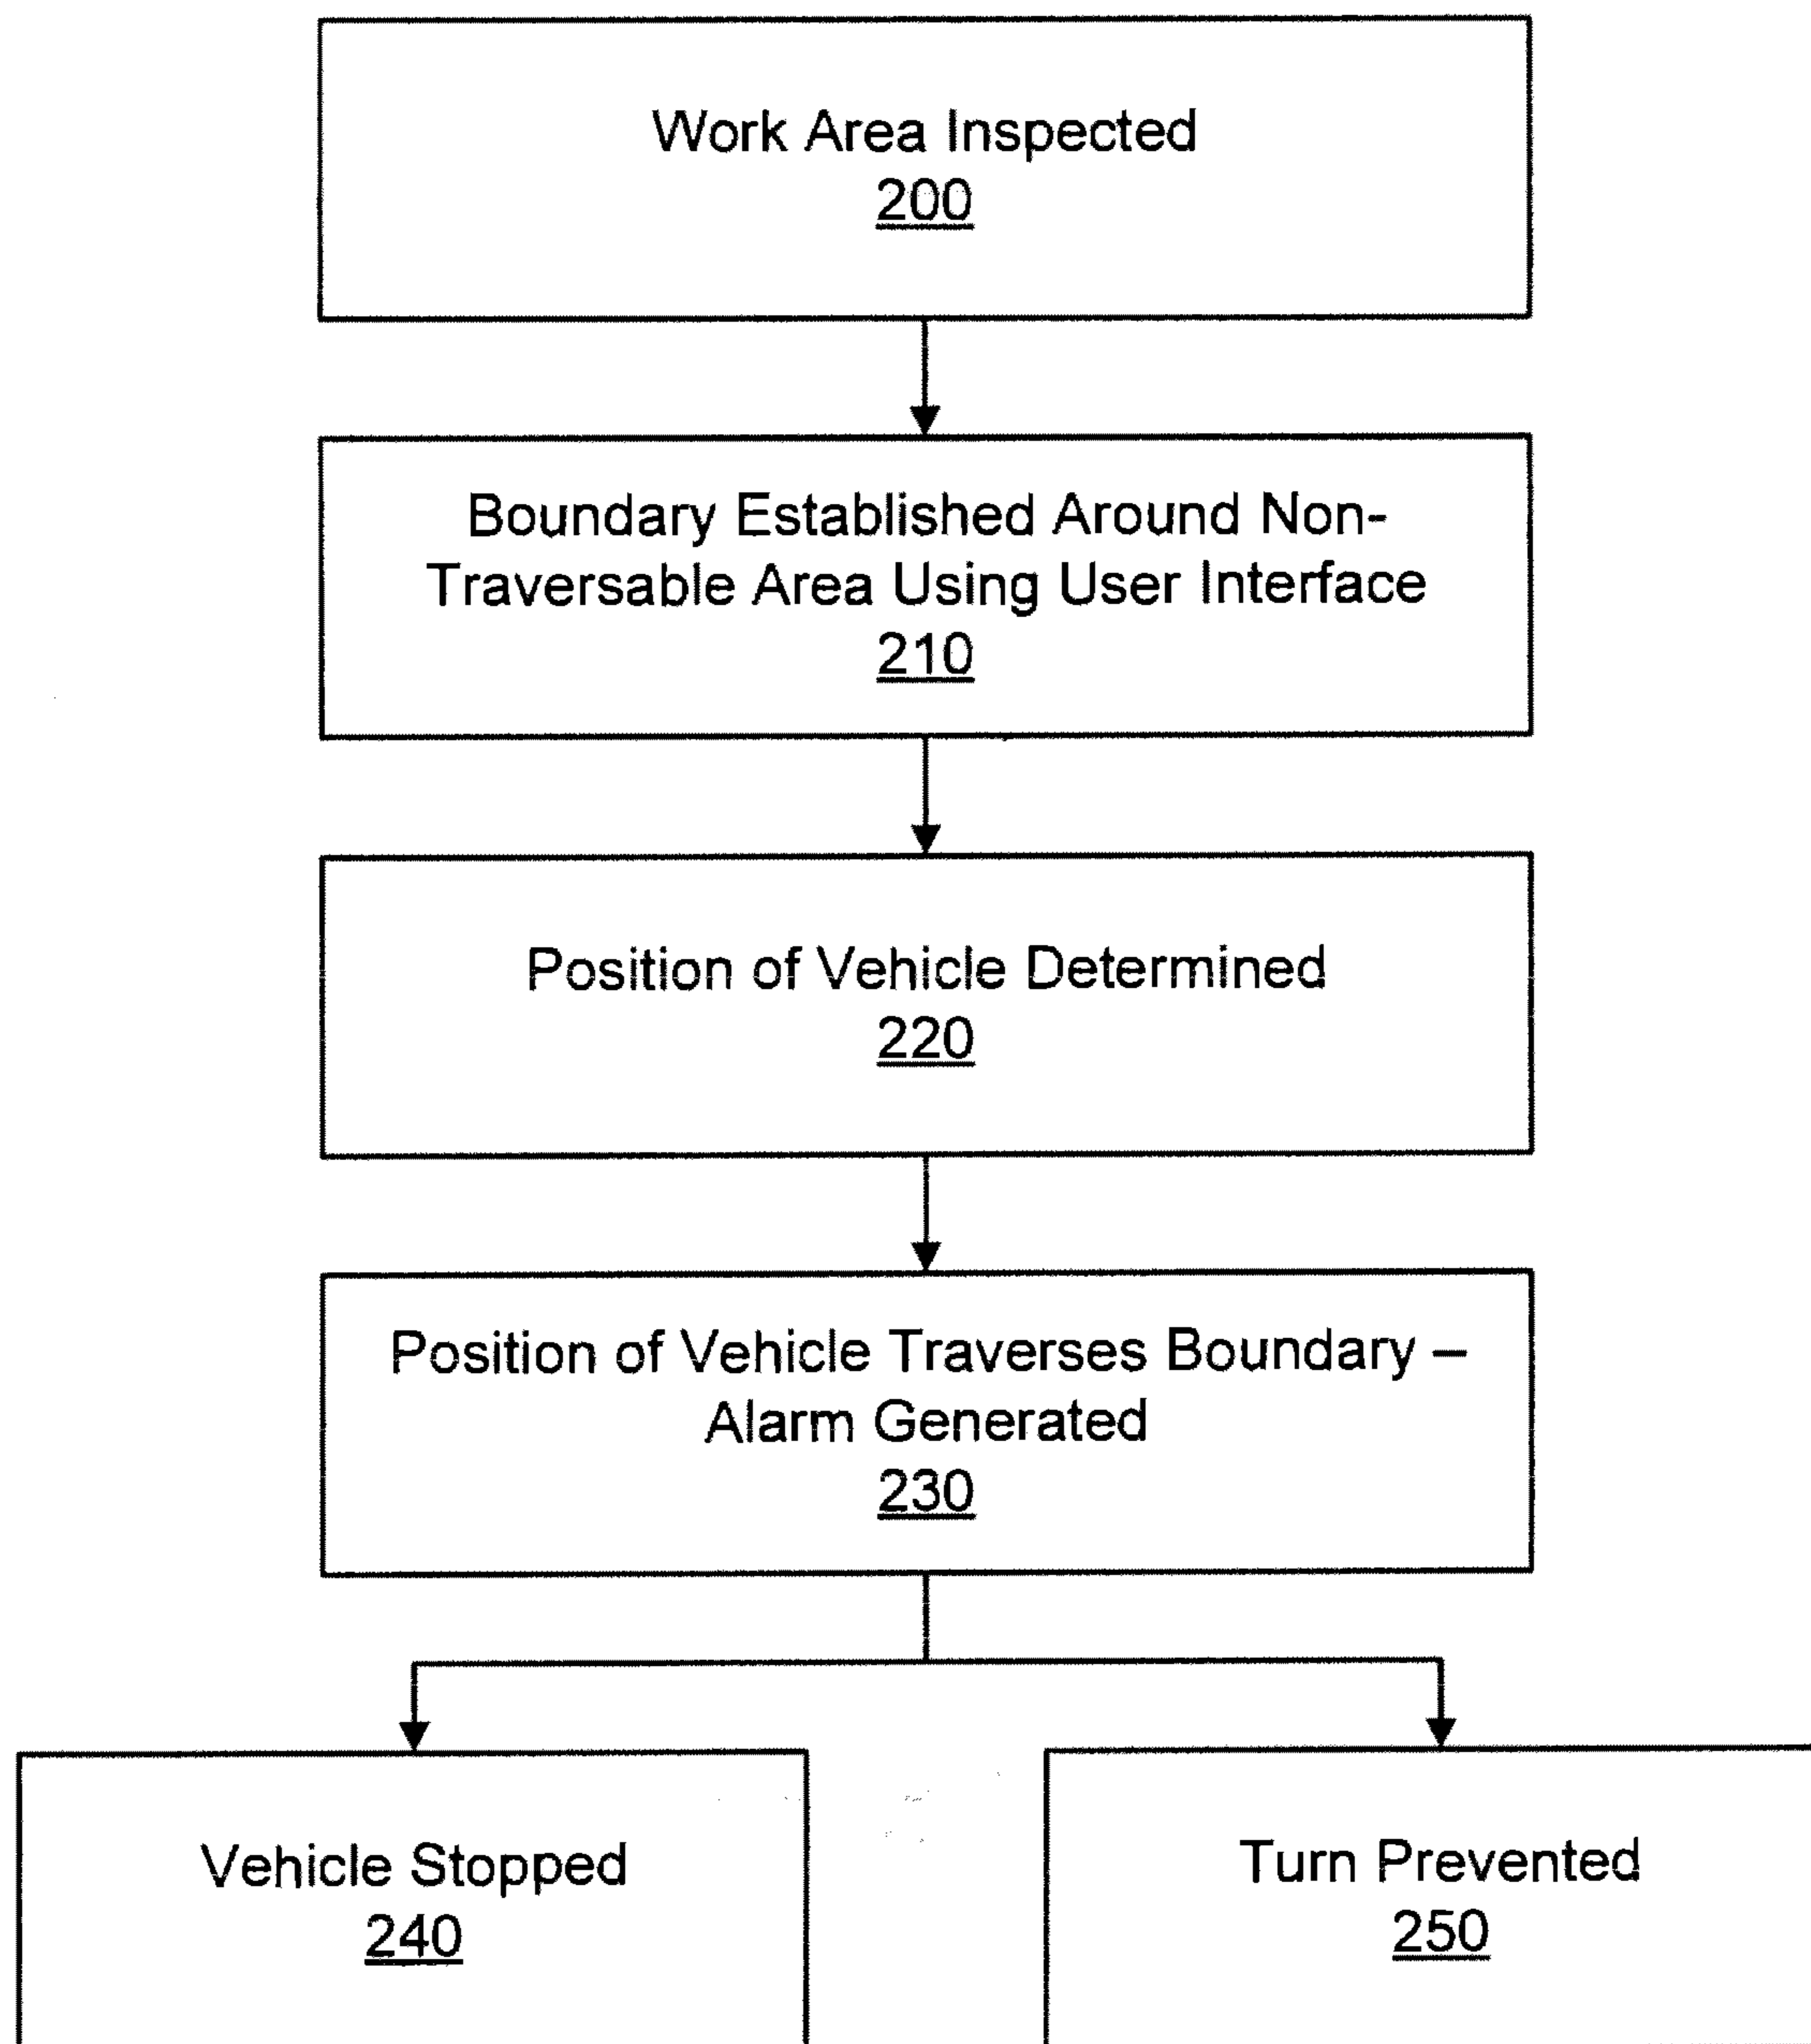 Work Area Inspected
200
Boundary Established Around Non-
Traversable Area Using User Interface
210
Position of Vehicle Determined
220
Position of Vehicle Traverses Boundary –
Alarm Generated
230
Vehicle Stopped
240
Turn Prevented
250